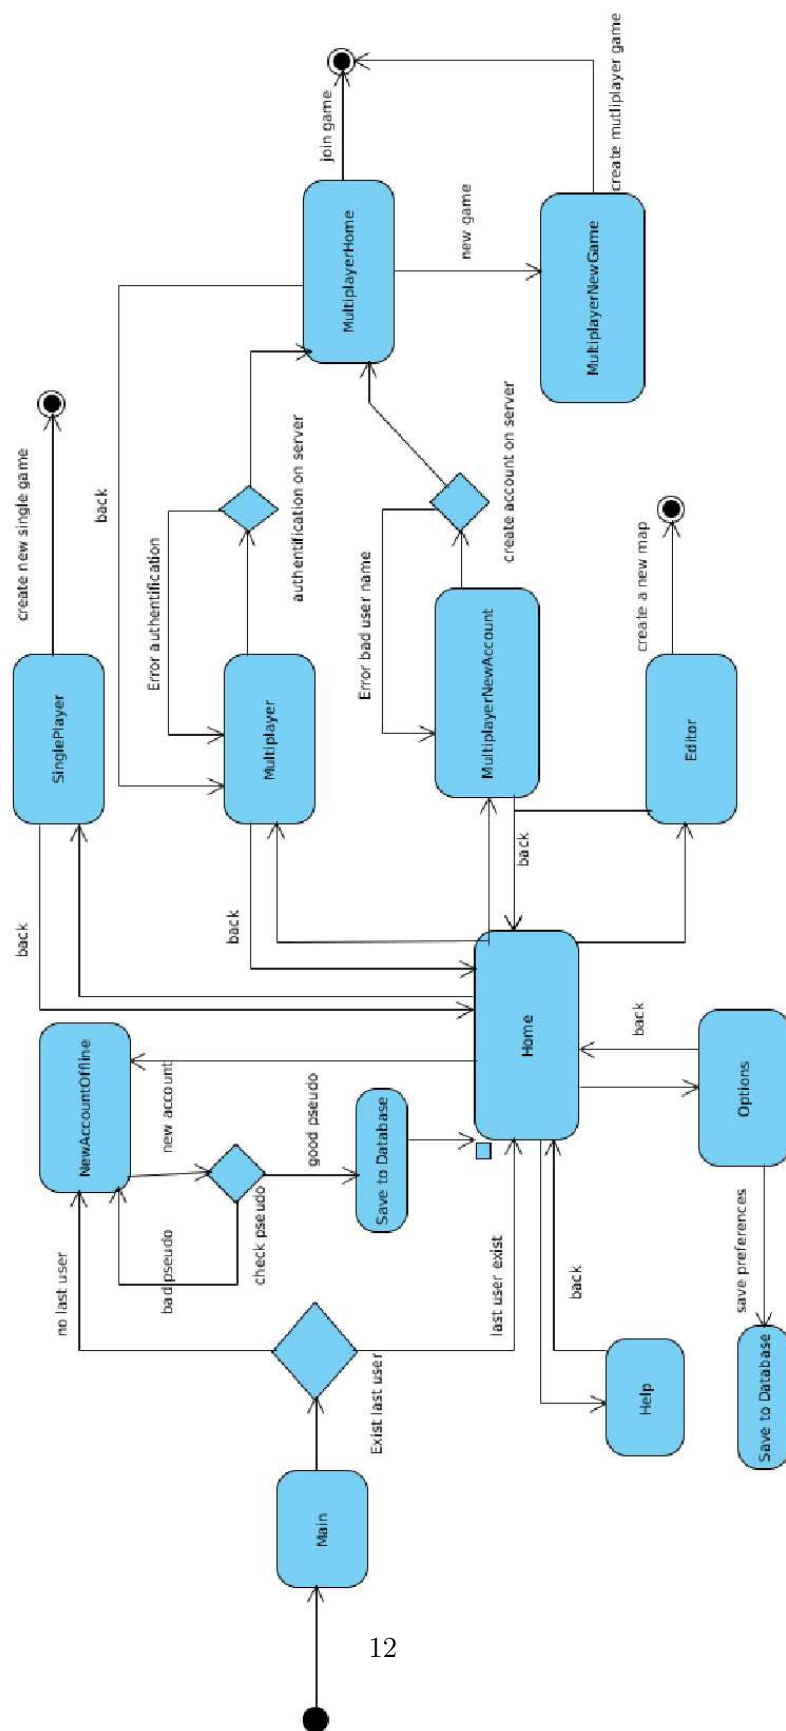 Main
Exist last user
no last user
last user exist
NewAccountOffline
new account
bad pseudo
check pseudo
good pseudo
Save to Database
Home
Help
back
Options
back
save preferences
Save to Database
back
SinglePlayer
create new single game
back
Multiplayer
Error authentification
authentification on server
back
back
MultiplayerNewAccount
Error bad user name
create account on server
Editor
create a new map
MultiplayerHome
join game
new game
MultiplayerNewGame
create mutliplayer game
12